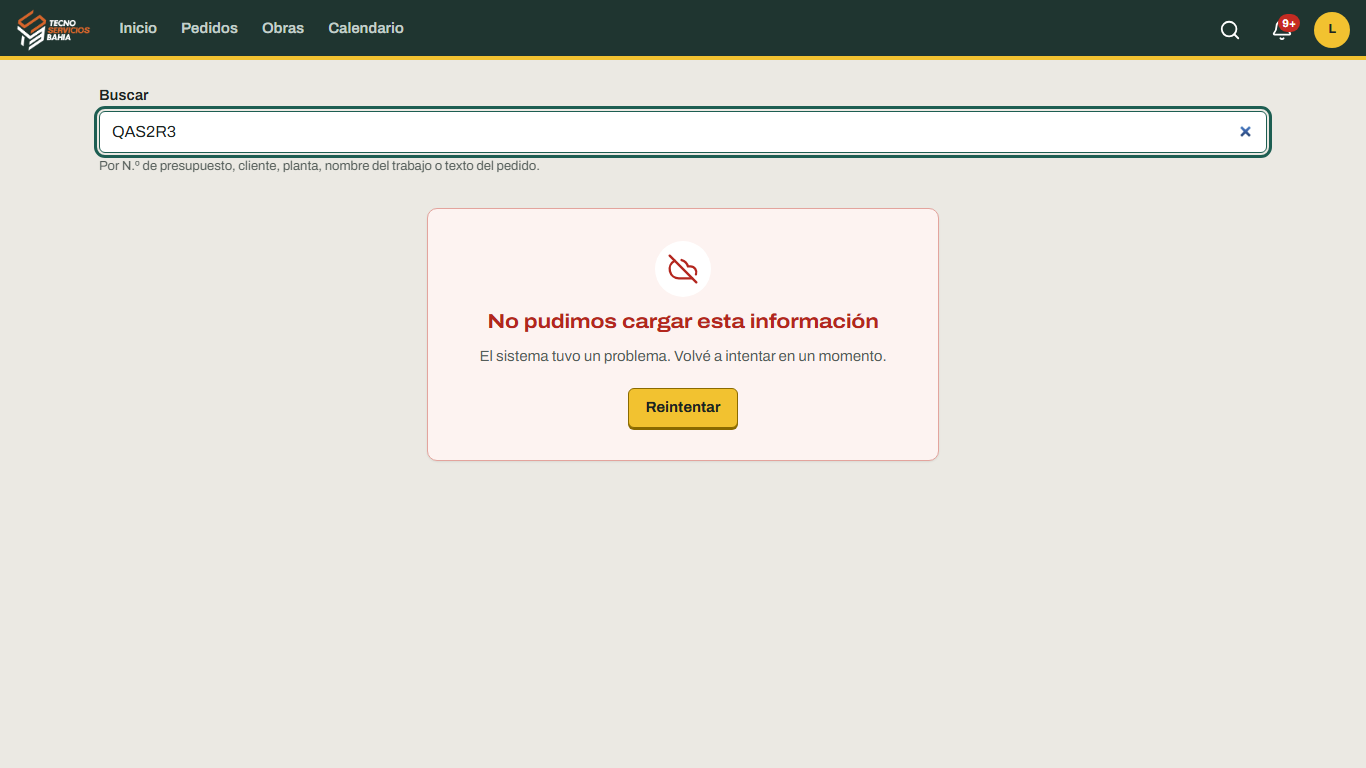 TECNO
SERVICIOS
BAHIA
Inicio
Pedidos
Obras
Calendario
9+
L
Buscar
QAS2R3
Por N.º de presupuesto, cliente, planta, nombre del trabajo o texto del pedido.
No pudimos cargar esta información
El sistema tuvo un problema. Volvé a intentar en un momento.
Reintentar